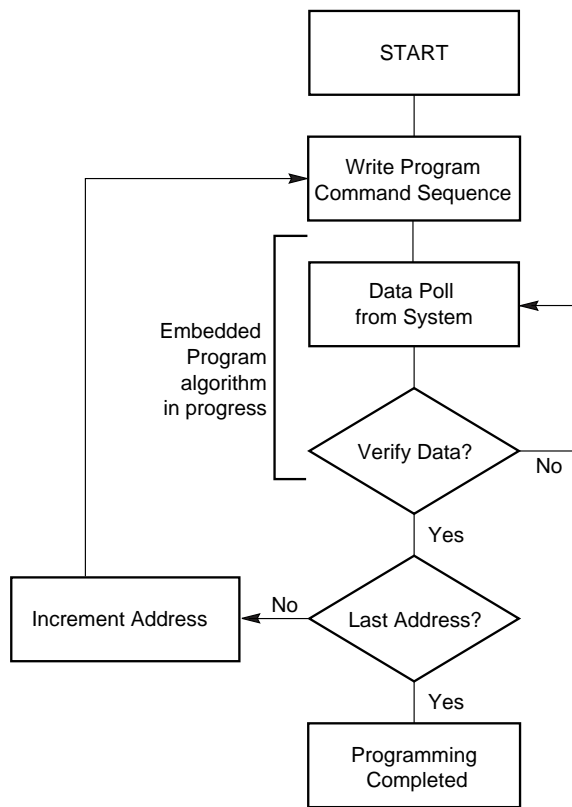 START
Write Program
Command Sequence
Data Poll
from System
Embedded
Program
algorithm
in progress
Verify Data?
No
Yes
Increment Address
No
Last Address?
Yes
Programming
Completed